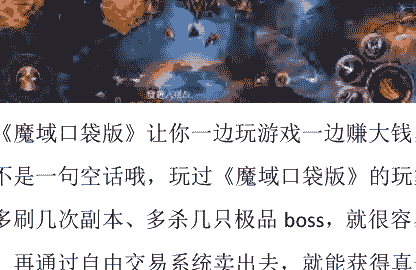 《魔域口袋版》让你一边玩游戏一边赚大钱
不是一句空话哦，玩过《魔域口袋版》的玩
多刷几次副本、多杀几只极品 boss，就很容
再通过自由交易系统卖出去，就能获得真